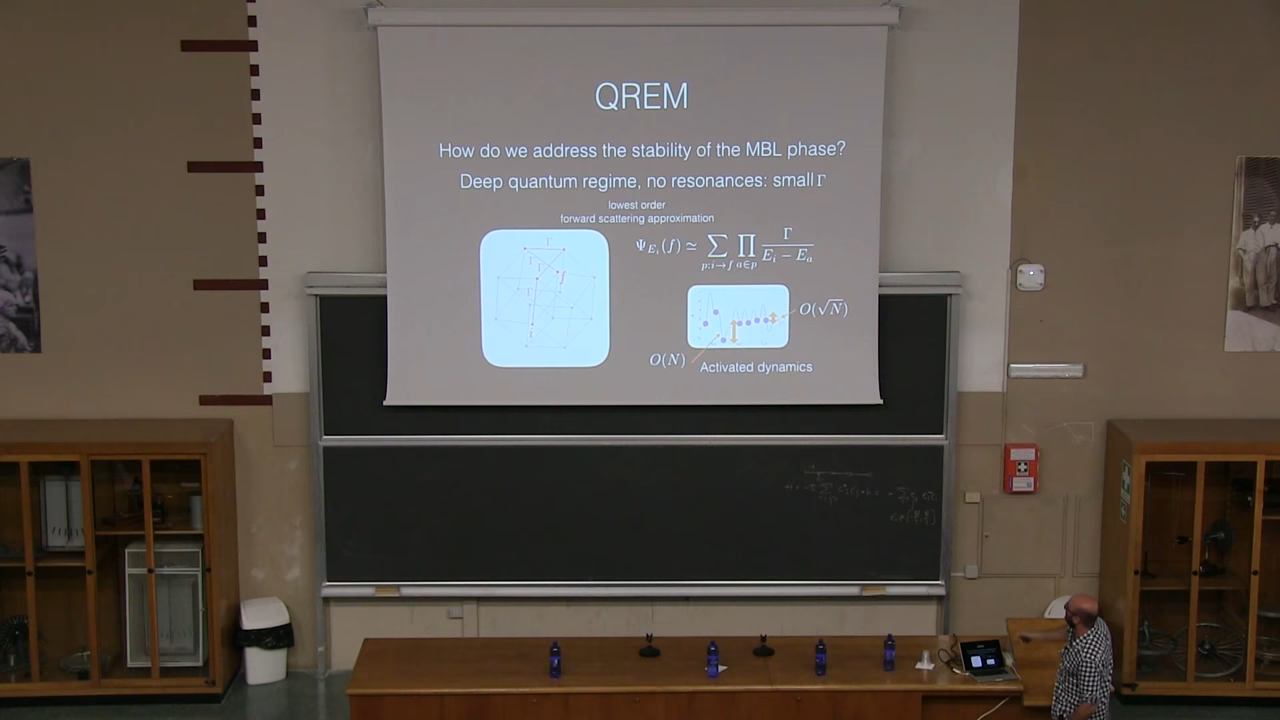 QREM
How do we address the stability of the MBL phase?
Deep quantum regime, no resonances: small Γ
lowest order
forward scattering approximation
Γ
Ψ_{E_i}(f) ≃ ∑_{p:i→f} ∏_{a∈p} Γ / (E_i − E_a)
O(√N)
O(N)
Activated dynamics